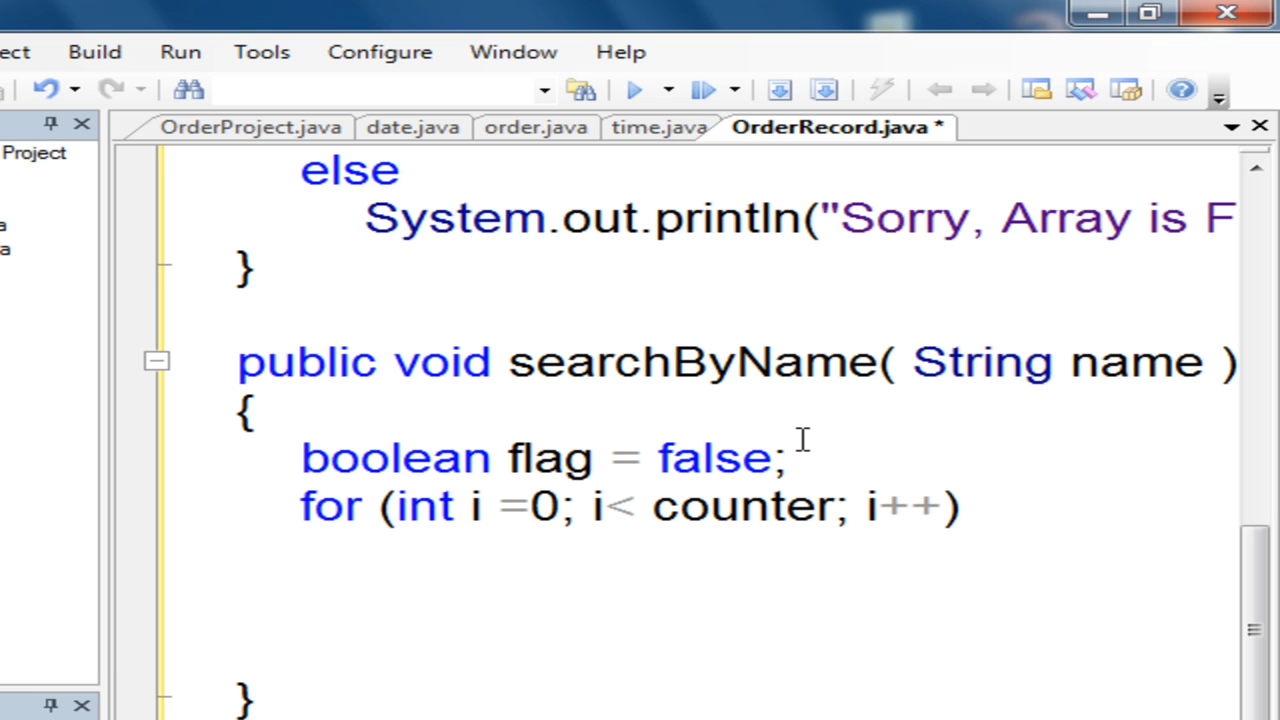 ect Build Run Tools Configure Window Help
OrderProject.java date.java order.java time.java OrderRecord.java *
Project
a
a
else
System.out.println("Sorry, Array is F
}
public void searchByName( String name )
{
boolean flag = false;
for (int i =0; i< counter; i++)
}